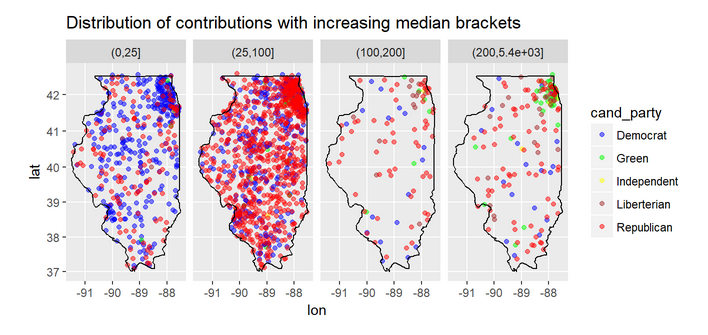 Distribution of contributions with increasing median brackets
(0,25] (25,100] (100,200] (200,5.4e+03]
42
41
40
39
38
37
lat
-91 -90 -89 -88 -91 -90 -89 -88 -91 -90 -89 -88 -91 -90 -89 -88
lon
cand_party
Democrat
Green
Independent
Liberterian
Republican